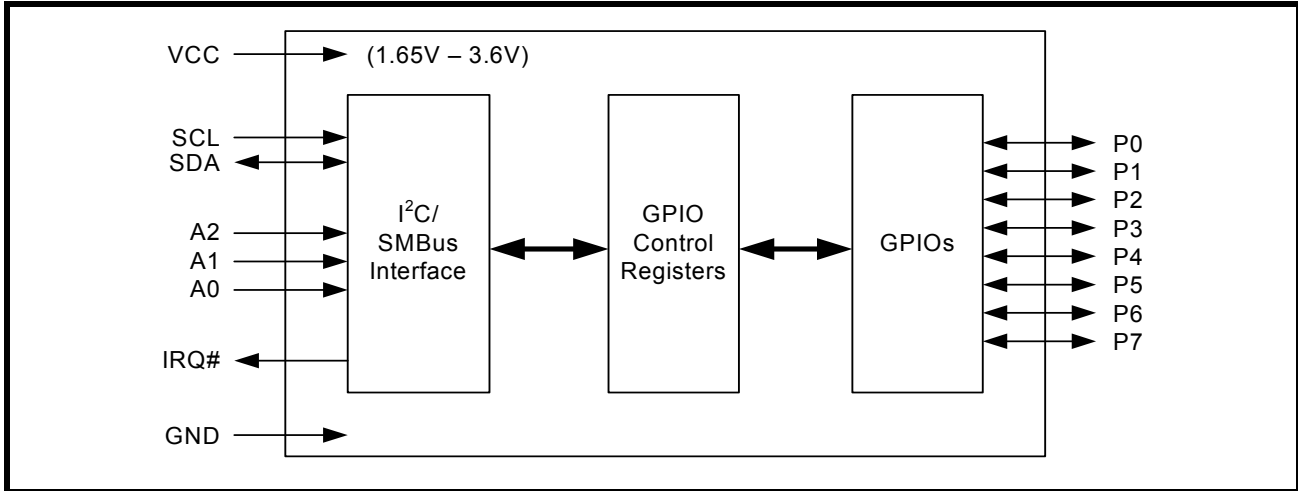 VCC
(1.65V – 3.6V)
SCL
SDA
A2
A1
A0
IRQ#
GND
I²C/
SMBus
Interface
GPIO
Control
Registers
GPIOs
P0
P1
P2
P3
P4
P5
P6
P7